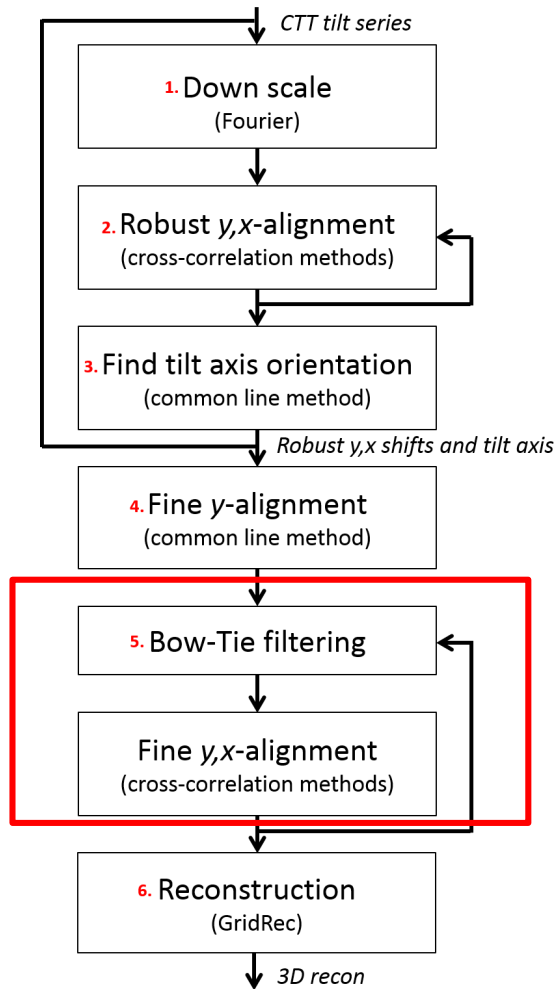 CTT tilt series
1. Down scale
(Fourier)
2. Robust y,x-alignment
(cross-correlation methods)
3. Find tilt axis orientation
(common line method)
Robust y,x shifts and tilt axis
4. Fine y-alignment
(common line method)
5. Bow-Tie filtering
Fine y,x-alignment
(cross-correlation methods)
6. Reconstruction
(GridRec)
3D recon